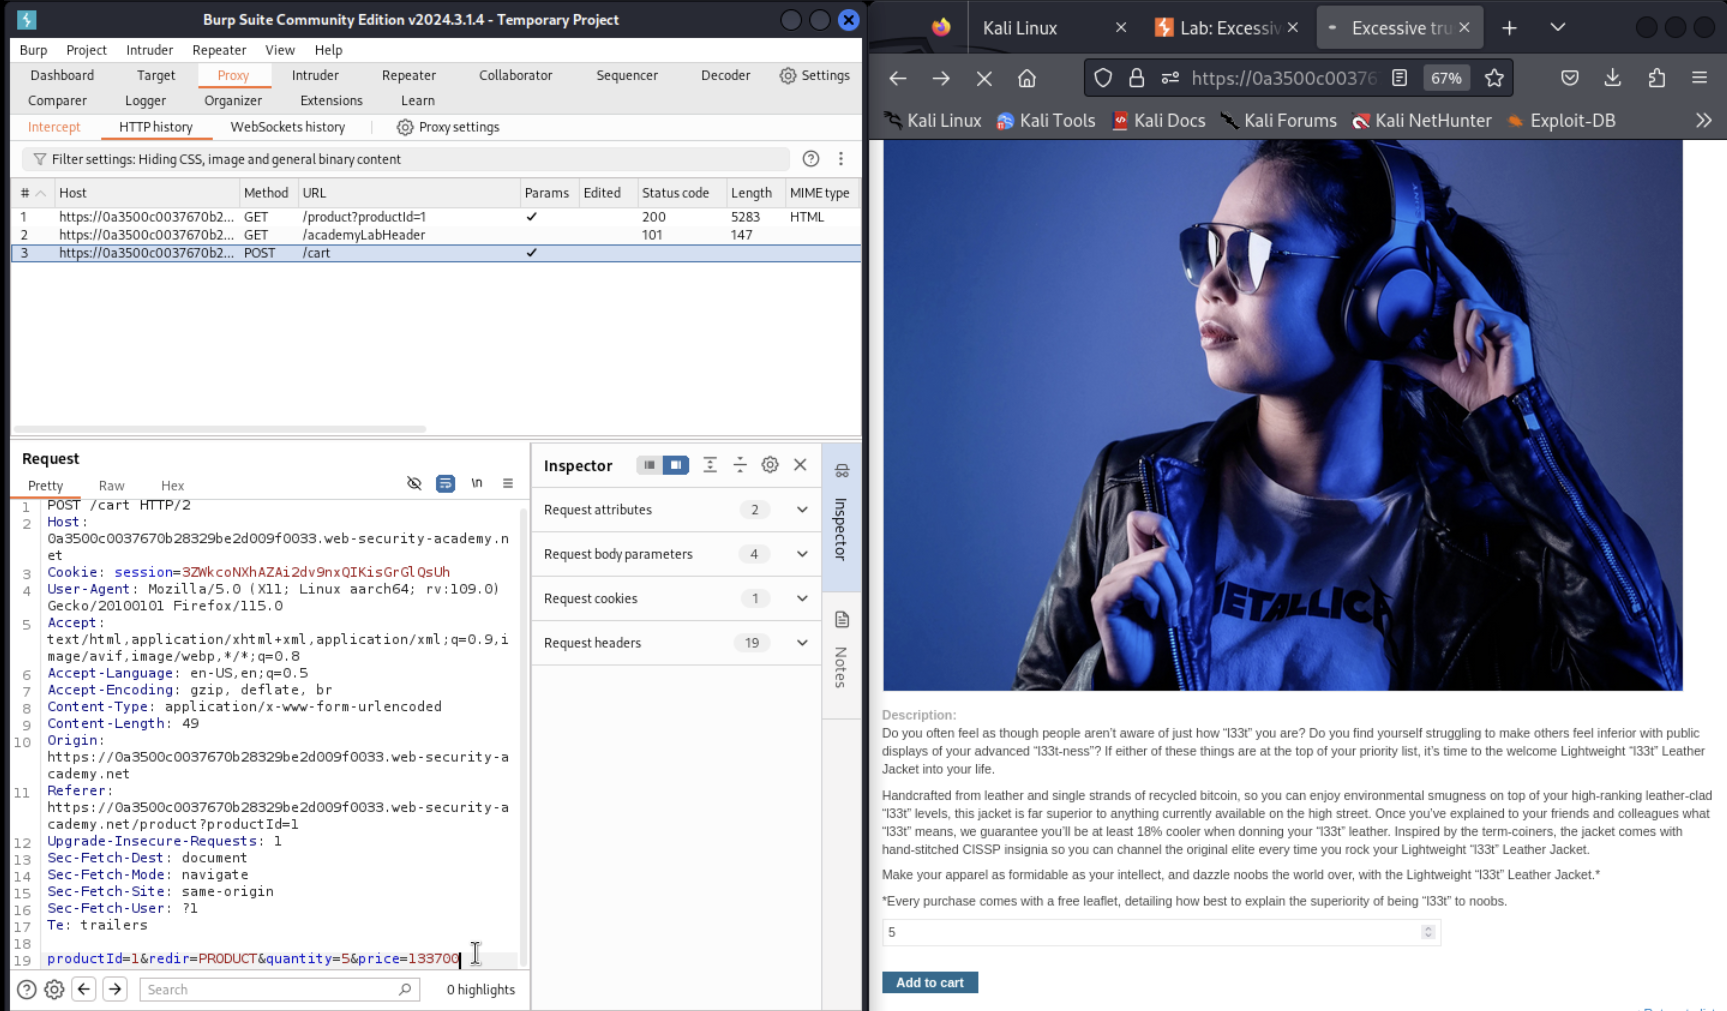 Burp Suite Community Edition v2024.3.1.4 - Temporary Project
Burp Project Intruder Repeater View Help
Dashboard Target Proxy Intruder Repeater Collaborator Sequencer Decoder Settings
Comparer Logger Organizer Extensions Learn
Intercept HTTP history WebSockets history Proxy settings
Filter settings: Hiding CSS, image and general binary content
# Host Method URL Params Edited Status code Length MIME type
1 https://0a3500c0037670b2... GET /product?productId=1 ✓ 200 5283 HTML
2 https://0a3500c0037670b2... GET /academyLabHeader 101 147
3 https://0a3500c0037670b2... POST /cart ✓
Request
Pretty Raw Hex \n
1 POST /cart HTTP/2
2 Host:
0a3500c0037670b28329be2d009f0033.web-security-academy.n
et
3 Cookie: session=3ZWkcoNXhAZAi2dv9nxQIKisGrGlQsUh
4 User-Agent: Mozilla/5.0 (X11; Linux aarch64; rv:109.0)
Gecko/20100101 Firefox/115.0
5 Accept:
text/html,application/xhtml+xml,application/xml;q=0.9,i
mage/avif,image/webp,*/*;q=0.8
6 Accept-Language: en-US,en;q=0.5
7 Accept-Encoding: gzip, deflate, br
8 Content-Type: application/x-www-form-urlencoded
9 Content-Length: 49
10 Origin:
https://0a3500c0037670b28329be2d009f0033.web-security-a
cademy.net
11 Referer:
https://0a3500c0037670b28329be2d009f0033.web-security-a
cademy.net/product?productId=1
12 Upgrade-Insecure-Requests: 1
13 Sec-Fetch-Dest: document
14 Sec-Fetch-Mode: navigate
15 Sec-Fetch-Site: same-origin
16 Sec-Fetch-User: ?1
17 Te: trailers
18
19 productId=1&redir=PRODUCT&quantity=5&price=133700
Search
0 highlights
Inspector
Request attributes 2
Request body parameters 4
Request cookies 1
Request headers 19
Inspector
Notes
Kali Linux Lab: Excessiv Excessive tru
https://0a3500c00376 67%
Kali Linux Kali Tools Kali Docs Kali Forums Kali NetHunter Exploit-DB
METALLICA
Description:
Do you often feel as though people aren't aware of just how “l33t” you are? Do you find yourself struggling to make others feel inferior with public
displays of your advanced “l33t-ness”? If either of these things are at the top of your priority list, it's time to the welcome Lightweight “l33t” Leather
Jacket into your life.
Handcrafted from leather and single strands of recycled bitcoin, so you can enjoy environmental smugness on top of your high-ranking leather-clad
“l33t” levels, this jacket is far superior to anything currently available on the high street. Once you've explained to your friends and colleagues what
“l33t” means, we guarantee you'll be at least 18% cooler when donning your “l33t” leather. Inspired by the term-coiners, the jacket comes with
hand-stitched CISSP insignia so you can channel the original elite every time you rock your Lightweight “l33t” Leather Jacket.
Make your apparel as formidable as your intellect, and dazzle noobs the world over, with the Lightweight “l33t” Leather Jacket.*
*Every purchase comes with a free leaflet, detailing how best to explain the superiority of being “l33t” to noobs.
5
Add to cart